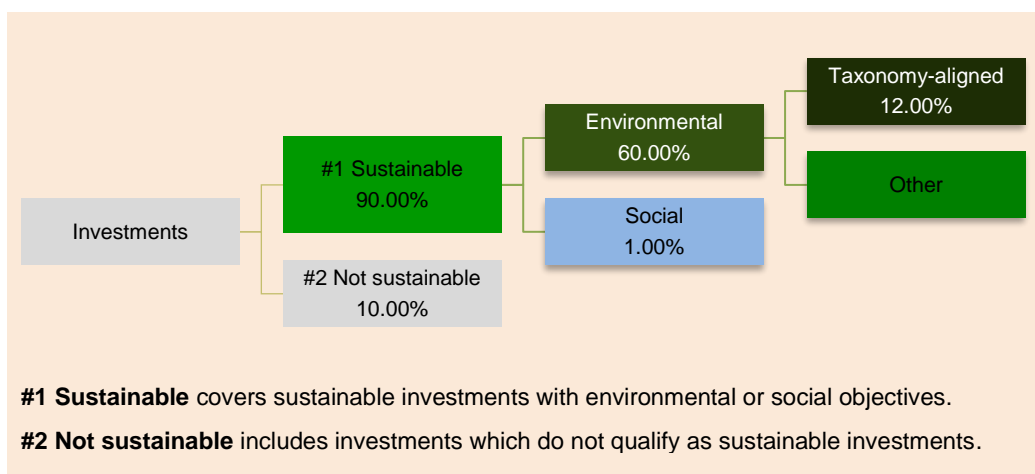 Investments
#1 Sustainable
90.00%
#2 Not sustainable
10.00%
Environmental
60.00%
Social
1.00%
Taxonomy-aligned
12.00%
Other
#1 Sustainable covers sustainable investments with environmental or social objectives.
#2 Not sustainable includes investments which do not qualify as sustainable investments.